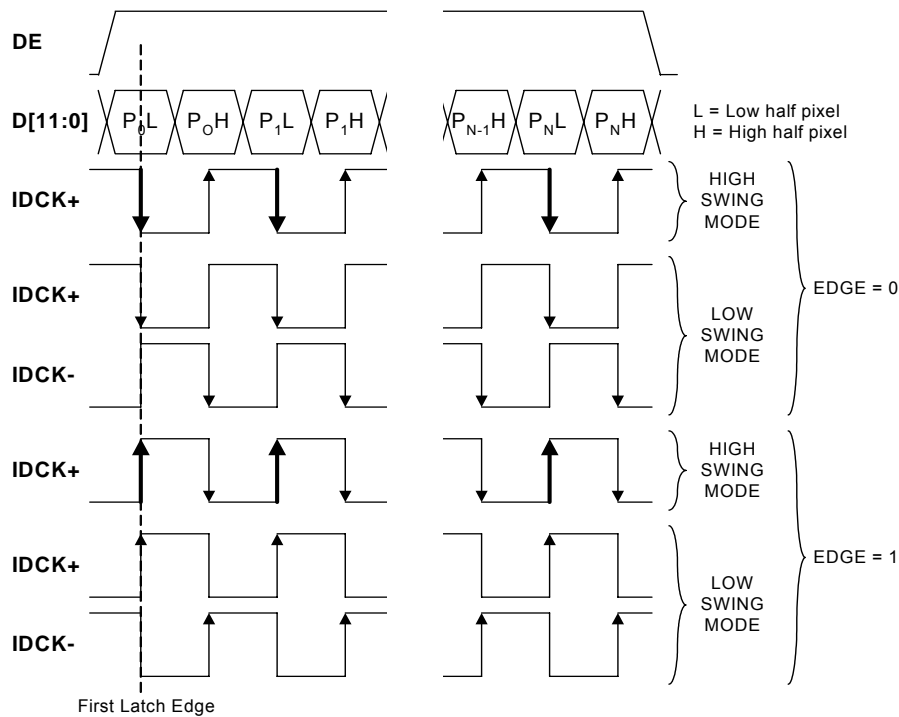 DE
D[11:0] P0L POH P1L P1H PN-1H PNL PNH
L = Low half pixel
H = High half pixel
IDCK+
HIGH
SWING
MODE
IDCK+
IDCK-
LOW
SWING
MODE
EDGE = 0
IDCK+
HIGH
SWING
MODE
IDCK+
IDCK-
LOW
SWING
MODE
EDGE = 1
First Latch Edge